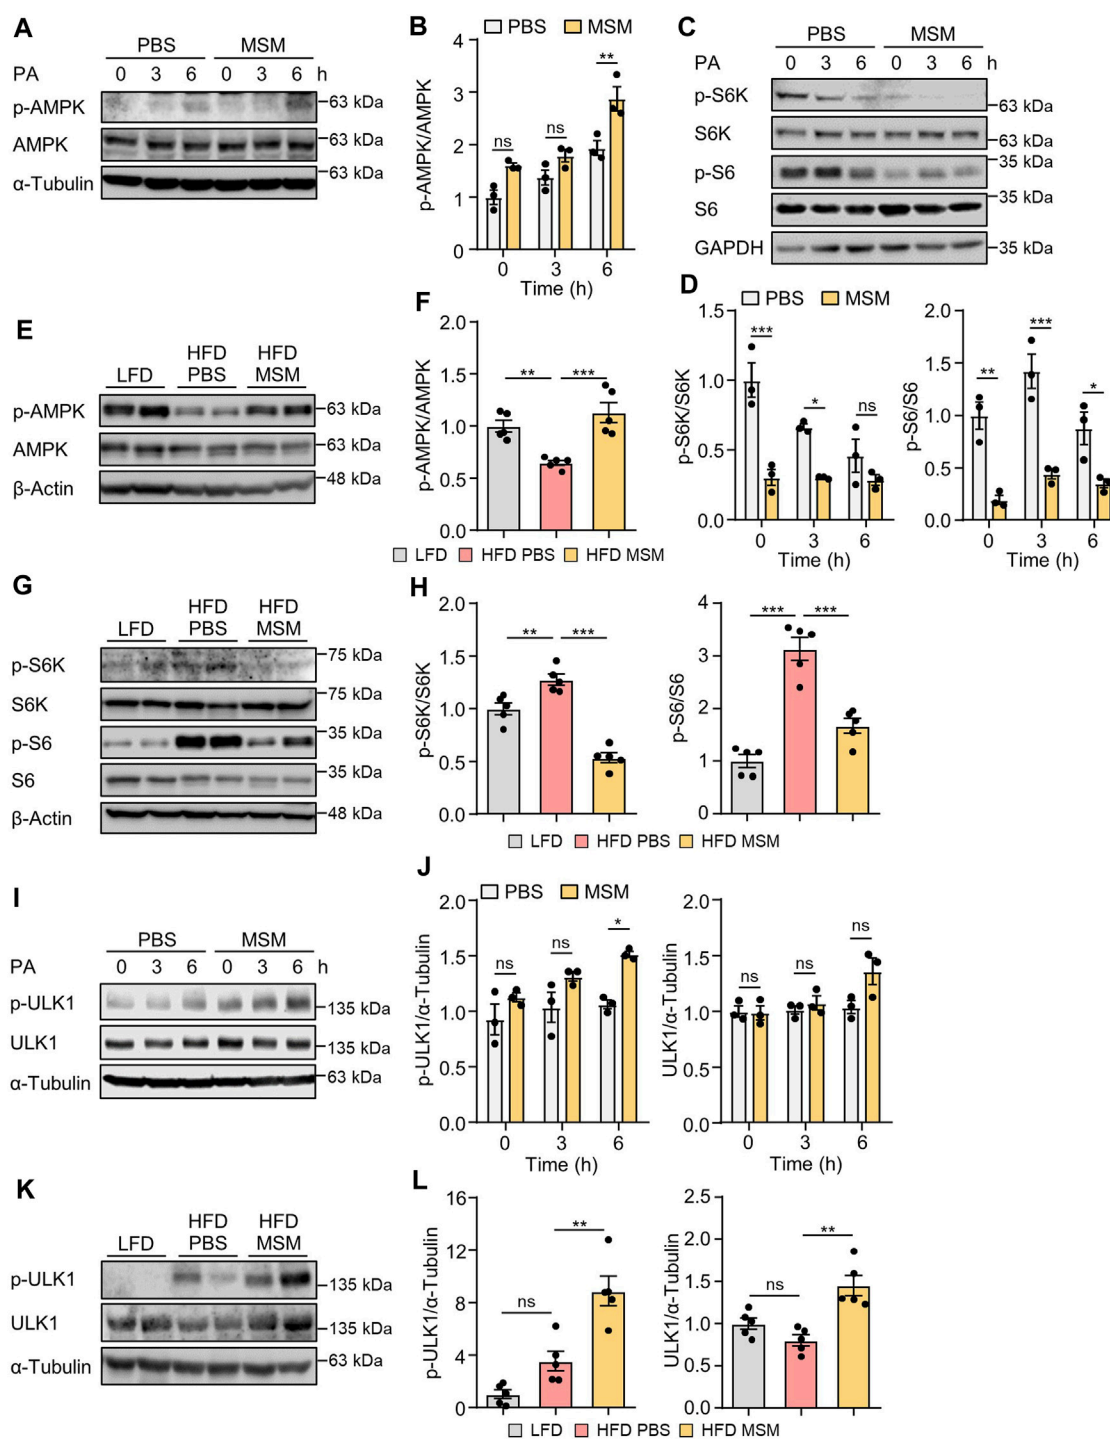 A
PBS MSM
PA 0 3 6 0 3 6 h
p-AMPK 63 kDa
AMPK 63 kDa
α-Tubulin 63 kDa
B
PBS MSM
p-AMPK/AMPK
4
3
2
1
0
ns ns **
0 3 6
Time (h)
C
PBS MSM
PA 0 3 6 0 3 6 h
p-S6K 63 kDa
S6K 63 kDa
p-S6 35 kDa
S6 35 kDa
GAPDH 35 kDa
D
PBS MSM
p-S6K/S6K
1.5
1.0
0.5
0.0
*** * ns
0 3 6
Time (h)
p-S6/S6
2.0
1.5
1.0
0.5
0.0
** *** *
0 3 6
Time (h)
E
LFD HFD PBS HFD MSM
p-AMPK 63 kDa
AMPK 63 kDa
β-Actin 48 kDa
F
p-AMPK/AMPK
2.0
1.5
1.0
0.5
0.0
** ***
LFD HFD PBS HFD MSM
G
LFD HFD PBS HFD MSM
p-S6K 75 kDa
S6K 75 kDa
p-S6 35 kDa
S6 35 kDa
β-Actin 48 kDa
H
p-S6K/S6K
2.0
1.5
1.0
0.5
0.0
** ***
p-S6/S6
4
3
2
1
0
*** ***
LFD HFD PBS HFD MSM
I
PBS MSM
PA 0 3 6 0 3 6 h
p-ULK1 135 kDa
ULK1 135 kDa
α-Tubulin 63 kDa
J
PBS MSM
p-ULK1/α-Tubulin
2.0
1.5
1.0
0.5
0.0
ns ns *
0 3 6
Time (h)
ULK1/α-Tubulin
2.0
1.5
1.0
0.5
0.0
ns ns ns
0 3 6
Time (h)
K
LFD HFD PBS HFD MSM
p-ULK1 135 kDa
ULK1 135 kDa
α-Tubulin 63 kDa
L
p-ULK1/α-Tubulin
16
12
8
4
0
ns **
ULK1/α-Tubulin
2.5
2.0
1.5
1.0
0.5
0.0
ns **
LFD HFD PBS HFD MSM